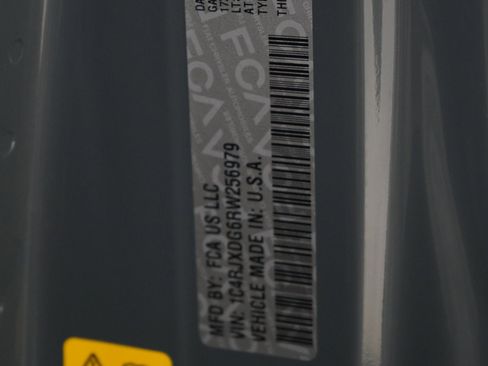 MFD BY: FCA US LLC
VIN: 1C4RJXDG6RW256979
VEHICLE MADE IN: U.S.A.